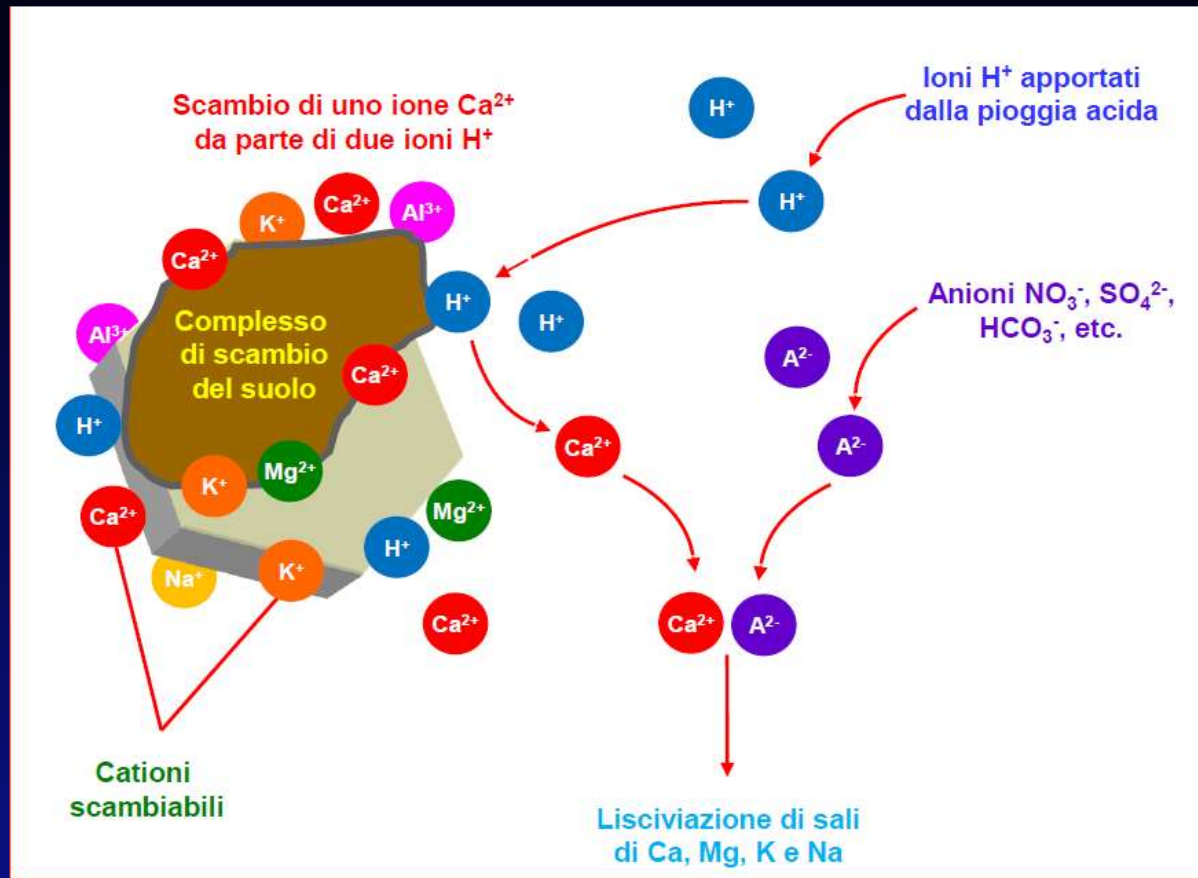 Scambio di uno ione Ca²⁺
da parte di due ioni H⁺
Ioni H⁺ apportati
dalla pioggia acida
H⁺
H⁺
K⁺
Ca²⁺
Al³⁺
Ca²⁺
H⁺
H⁺
Al³⁺
Complesso
di scambio
del suolo
Ca²⁺
Anioni NO₃⁻, SO₄²⁻,
HCO₃⁻, etc.
A²⁻
A²⁻
H⁺
Ca²⁺
K⁺
Mg²⁺
Ca²⁺
Mg²⁺
H⁺
Na⁺
K⁺
Ca²⁺
Ca²⁺
A²⁻
Cationi
scambiabili
Lisciviazione di sali
di Ca, Mg, K e Na